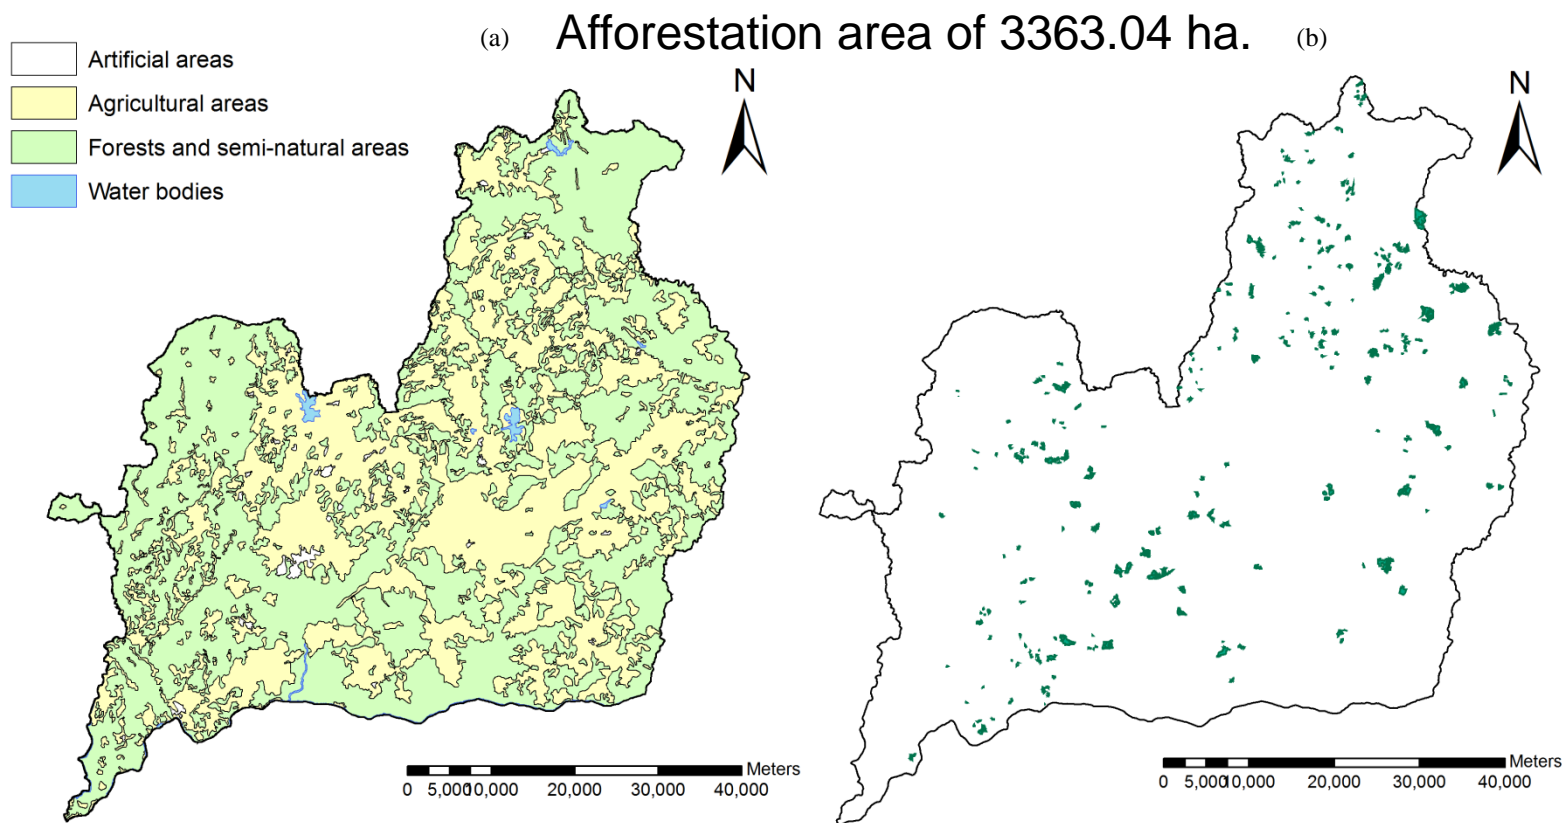 (a) Afforestation area of 3363.04 ha. (b)
Artificial areas
Agricultural areas
Forests and semi-natural areas
Water bodies
N
N
Meters
0 5,000 10,000 20,000 30,000 40,000
Meters
0 5,000 10,000 20,000 30,000 40,000